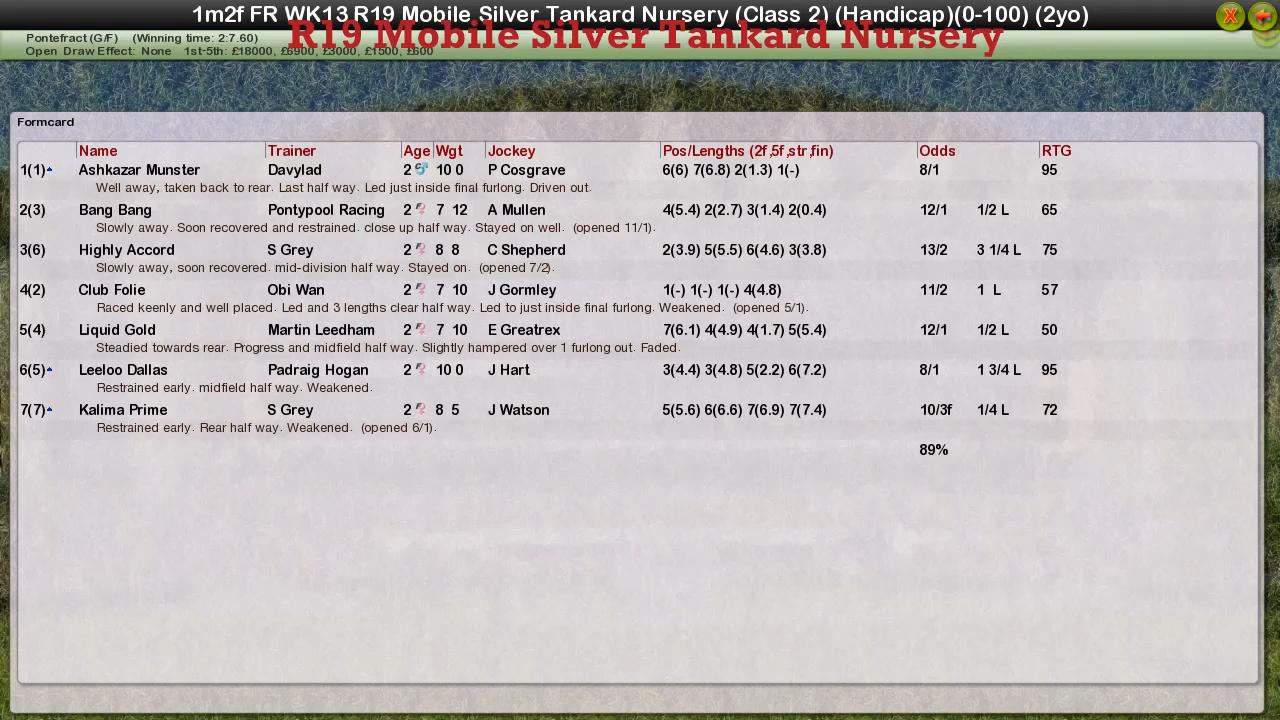 1m2f FR WK13 R19 Mobile Silver Tankard Nursery (Class 2) (Handicap)(0-100) (2yo)
R19 Mobile Silver Tankard Nursery
Pontefract (G/F) (Winning time: 2:7.60)
Open Draw Effect: None 1st-5th: £18000, £6900, £3000, £1500, £600
Formcard
Name Trainer Age Wgt Jockey Pos/Lengths (2f,5f,str,fin) Odds RTG
1(1) Ashkazar Munster Davylad 2 10 0 P Cosgrave 6(6) 7(6.8) 2(1.3) 1(-) 8/1 95
Well away, taken back to rear. Last half way. Led just inside final furlong. Driven out.
2(3) Bang Bang Pontypool Racing 2 7 12 A Mullen 4(5.4) 2(2.7) 3(1.4) 2(0.4) 12/1 1/2 L 65
Slowly away. Soon recovered and restrained. close up half way. Stayed on well. (opened 11/1).
3(6) Highly Accord S Grey 2 8 8 C Shepherd 2(3.9) 5(5.5) 6(4.6) 3(3.8) 13/2 3 1/4 L 75
Slowly away, soon recovered. mid-division half way. Stayed on. (opened 7/2).
4(2) Club Folie Obi Wan 2 7 10 J Gormley 1(-) 1(-) 1(-) 4(4.8) 11/2 1 L 57
Raced keenly and well placed. Led and 3 lengths clear half way. Led to just inside final furlong. Weakened. (opened 5/1).
5(4) Liquid Gold Martin Leedham 2 7 10 E Greatrex 7(6.1) 4(4.9) 4(1.7) 5(5.4) 12/1 1/2 L 50
Steadied towards rear. Progress and midfield half way. Slightly hampered over 1 furlong out. Faded.
6(5) Leeloo Dallas Padraig Hogan 2 10 0 J Hart 3(4.4) 3(4.8) 5(2.2) 6(7.2) 8/1 1 3/4 L 95
Restrained early. midfield half way. Weakened.
7(7) Kalima Prime S Grey 2 8 5 J Watson 5(5.6) 6(6.6) 7(6.9) 7(7.4) 10/3f 1/4 L 72
Restrained early. Rear half way. Weakened. (opened 6/1).
89%